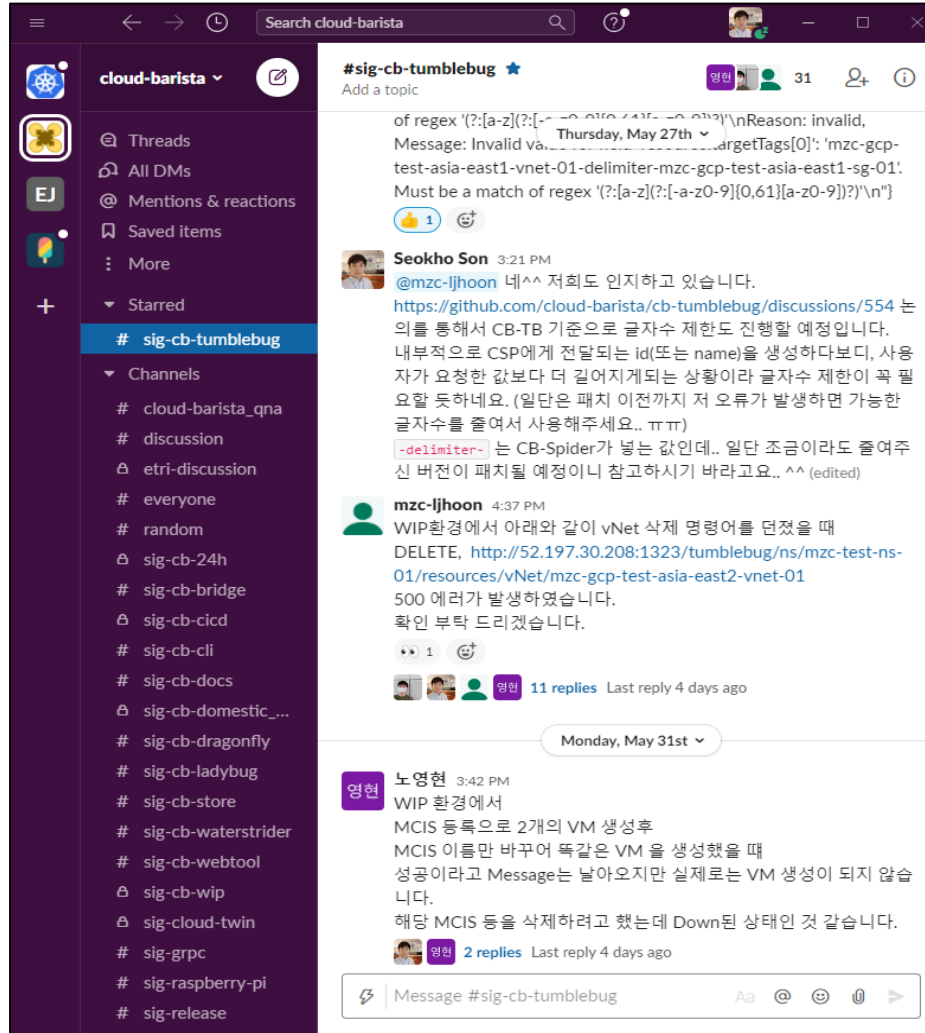 Search cloud-barista
cloud-barista
EJ
Threads
All DMs
Mentions & reactions
Saved items
More
Starred
# sig-cb-tumblebug
Channels
# cloud-barista_qna
# discussion
etri-discussion
# everyone
# random
sig-cb-24h
# sig-cb-bridge
sig-cb-cicd
# sig-cb-cli
# sig-cb-docs
sig-cb-domestic_...
# sig-cb-dragonfly
# sig-cb-ladybug
# sig-cb-store
# sig-cb-waterstrider
# sig-cb-webtool
sig-cb-wip
sig-cloud-twin
# sig-grpc
# sig-raspberry-pi
# sig-release
#sig-cb-tumblebug
Add a topic
영현
31
of regex '(?:[a-z](?:[-a-z0-9]{0,61}[a-z0-9])?)'\nReason: invalid,
Thursday, May 27th
Message: Invalid value for field 'resource.targetTags[0]': 'mzc-gcp-
test-asia-east1-vnet-01-delimiter-mzc-gcp-test-asia-east1-sg-01'.
Must be a match of regex '(?:[a-z](?:[-a-z0-9]{0,61}[a-z0-9])?)'\n"}
👍 1
Seokho Son 3:21 PM
@mzc-ljhoon 네^^ 저희도 인지하고 있습니다.
https://github.com/cloud-barista/cb-tumblebug/discussions/554 논
의를 통해서 CB-TB 기준으로 글자수 제한도 진행할 예정입니다.
내부적으로 CSP에게 전달되는 id(또는 name)을 생성하다보디, 사용
자가 요청한 값보다 더 길어지게되는 상황이라 글자수 제한이 꼭 필
요할 듯하네요. (일단은 패치 이전까지 저 오류가 발생하면 가능한
글자수를 줄여서 사용해주세요.. ㅠㅠ)
-delimiter- 는 CB-Spider가 넣는 값인데.. 일단 조금이라도 줄여주
신 버전이 패치될 예정이니 참고하시기 바라고요.. ^^ (edited)
mzc-ljhoon 4:37 PM
WIP환경에서 아래와 같이 vNet 삭제 명령어를 던졌을 때
DELETE, http://52.197.30.208:1323/tumblebug/ns/mzc-test-ns-
01/resources/vNet/mzc-gcp-test-asia-east2-vnet-01
500 에러가 발생하였습니다.
확인 부탁 드리겠습니다.
👀 1
영현 11 replies Last reply 4 days ago
Monday, May 31st
영현
노영현 3:42 PM
WIP 환경에서
MCIS 등록으로 2개의 VM 생성후
MCIS 이름만 바꾸어 똑같은 VM 을 생성했을 떄
성공이라고 Message는 날아오지만 실제로는 VM 생성이 되지 않습
니다.
해당 MCIS 등을 삭제하려고 했는데 Down된 상태인 것 같습니다.
영현 2 replies Last reply 4 days ago
Message #sig-cb-tumblebug
Aa